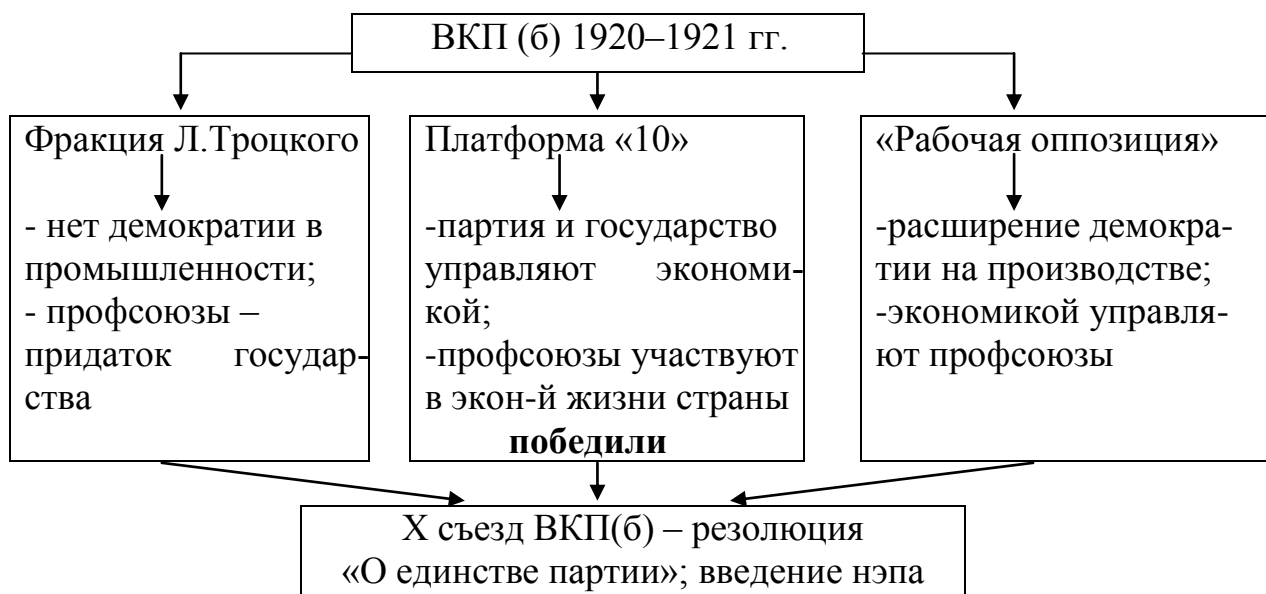 ВКП (б) 1920–1921 гг.
Фракция Л.Троцкого
- нет демократии в
промышленности;
- профсоюзы –
придаток государ-
ства
Платформа «10»
-партия и государство
управляют экономи-
кой;
-профсоюзы участвуют
в экон-й жизни страны
победили
«Рабочая оппозиция»
-расширение демокра-
тии на производстве;
-экономикой управля-
ют профсоюзы
X съезд ВКП(б) – резолюция
«О единстве партии»; введение нэпа